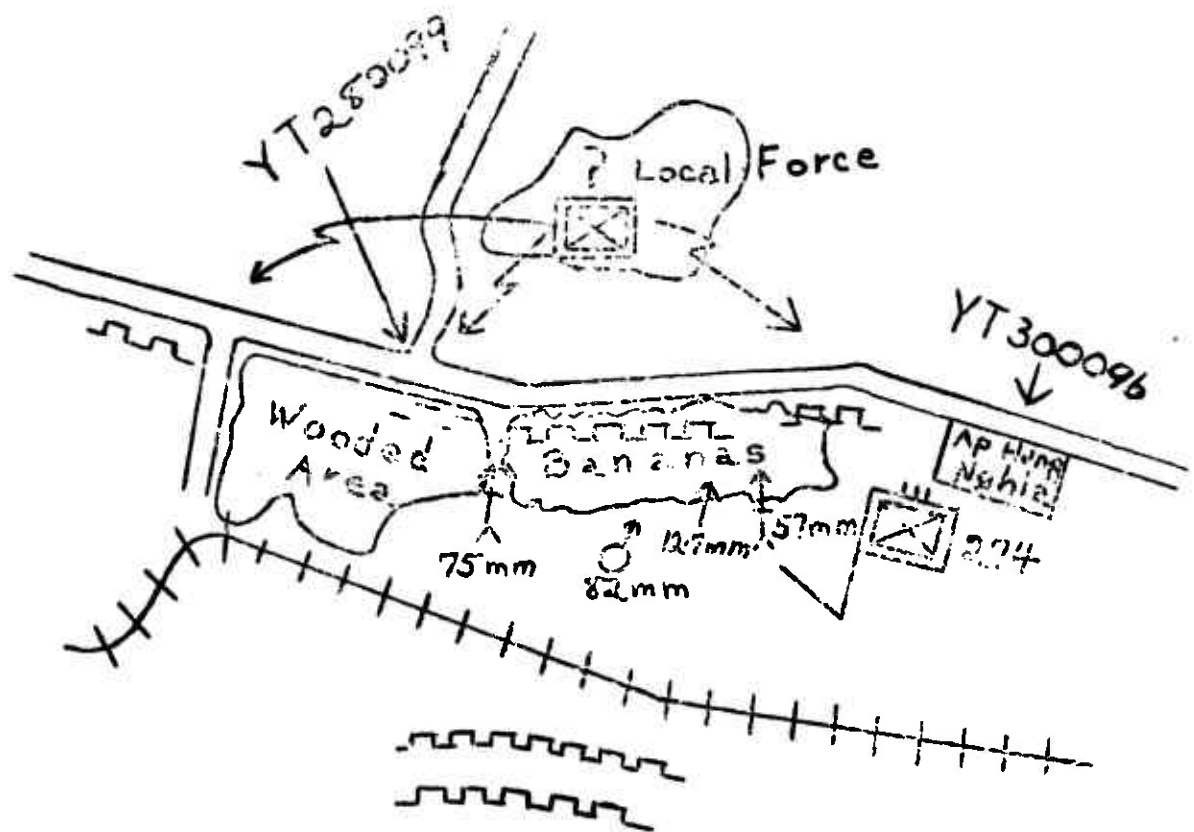 YT280099
? Local Force
YT300096
Wooded
Area
Bananas
Ap Hung
Nghia
75mm
82mm
12.7mm
57mm
274